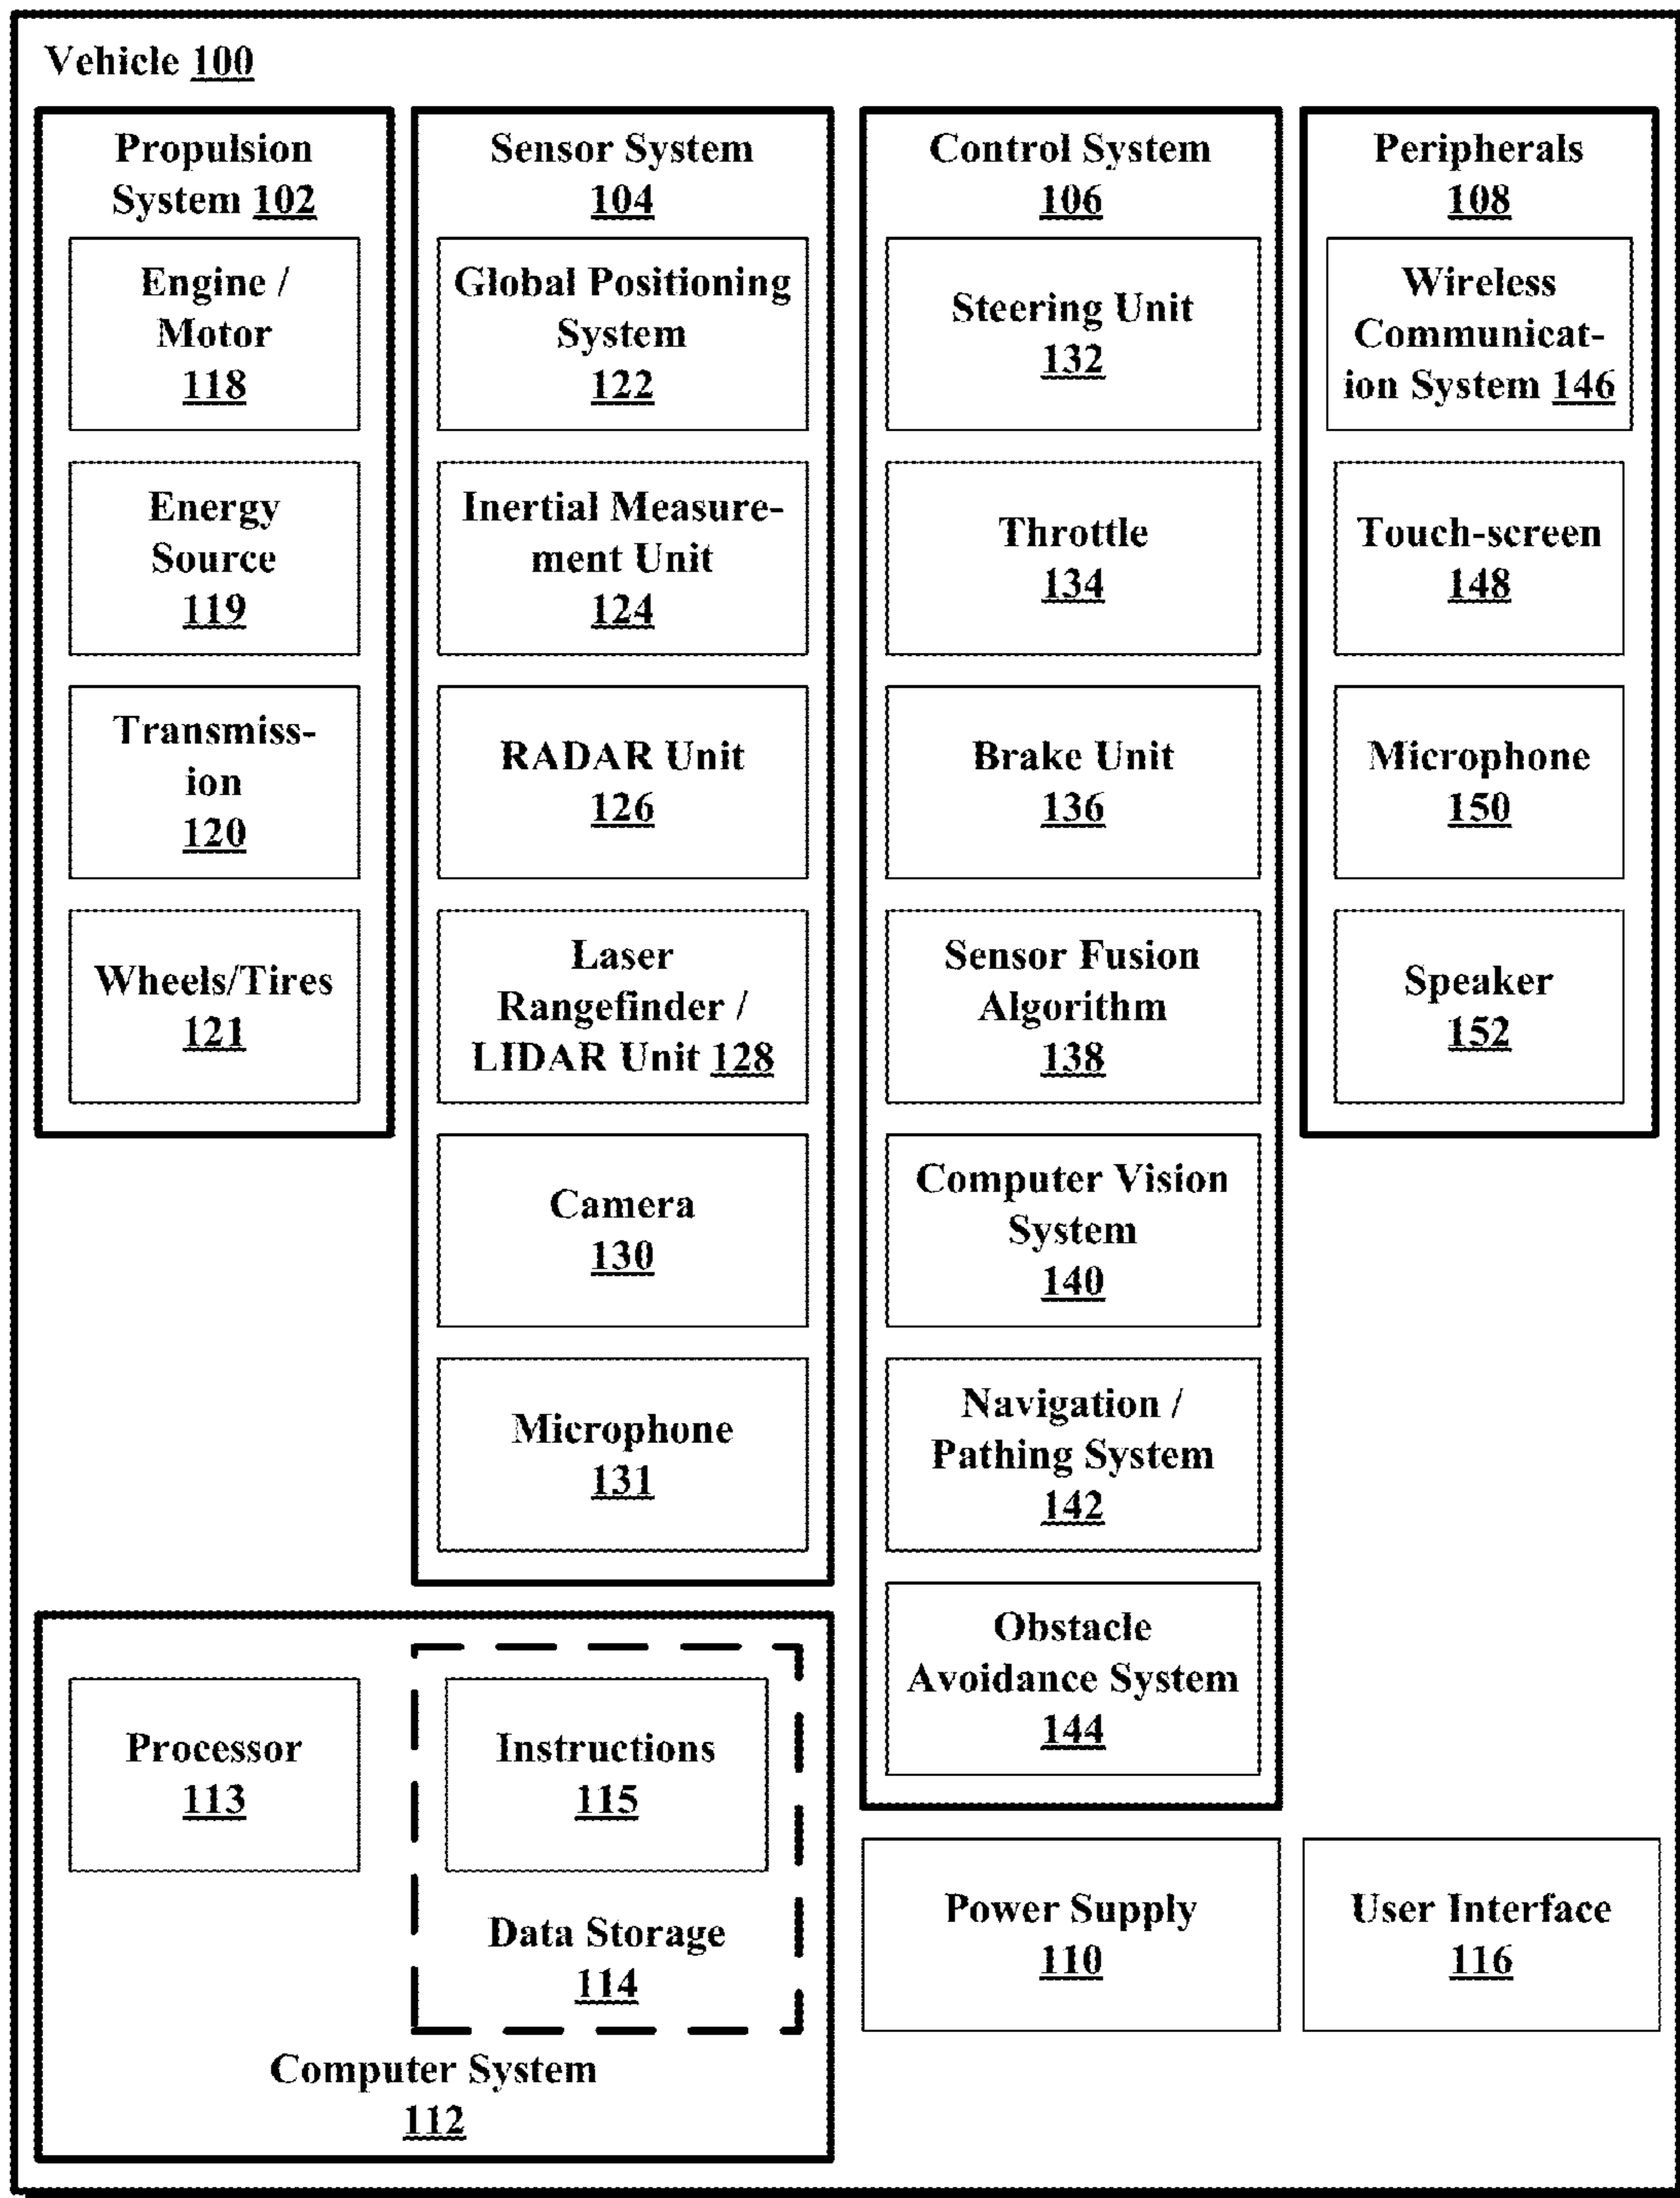 Vehicle 100
Propulsion
System 102
Engine /
Motor
118
Energy
Source
119
Transmiss-
ion
120
Wheels/Tires
121
Sensor System
104
Global Positioning
System
122
Inertial Measure-
ment Unit
124
RADAR Unit
126
Laser
Rangefinder /
LIDAR Unit 128
Camera
130
Microphone
131
Control System
106
Steering Unit
132
Throttle
134
Brake Unit
136
Sensor Fusion
Algorithm
138
Computer Vision
System
140
Navigation /
Pathing System
142
Obstacle
Avoidance System
144
Peripherals
108
Wireless
Communicat-
ion System 146
Touch-screen
148
Microphone
150
Speaker
152
Processor
113
Instructions
115
Data Storage
114
Computer System
112
Power Supply
110
User Interface
116